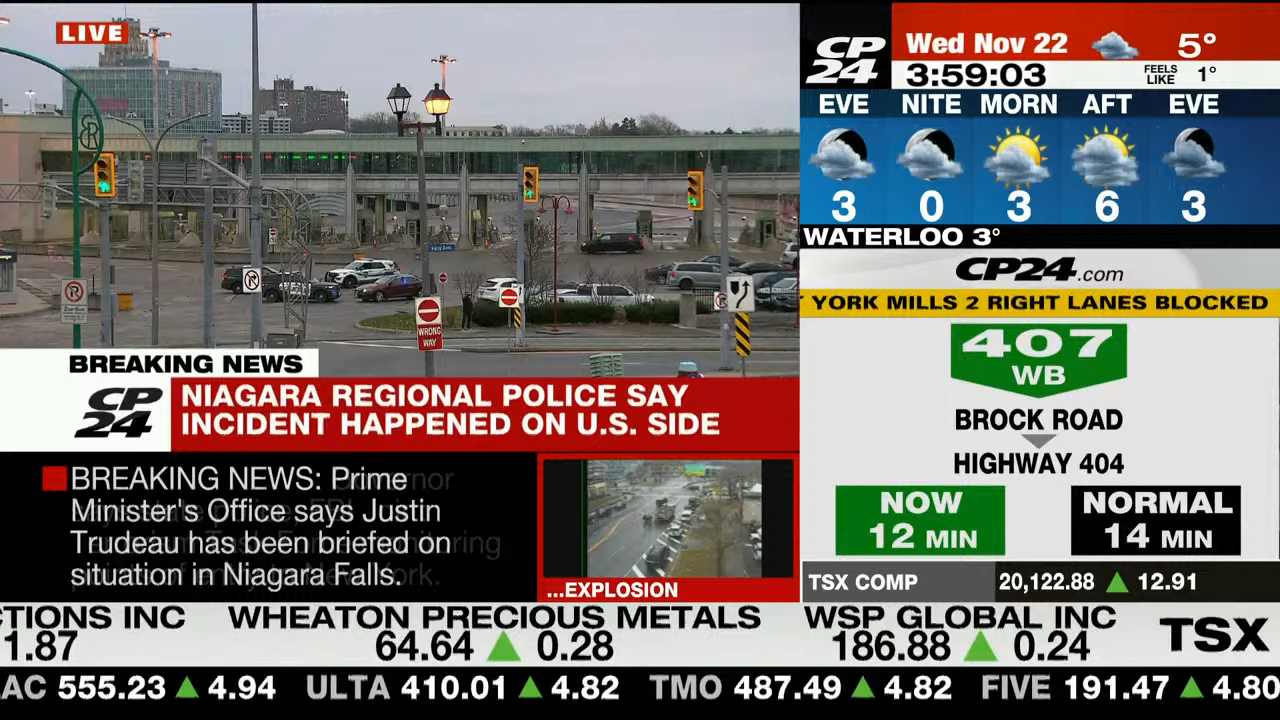 LIVE
NO
WRONG
WAY
BREAKING NEWS
CP
24
NIAGARA REGIONAL POLICE SAY
INCIDENT HAPPENED ON U.S. SIDE
BREAKING NEWS: Prime
Minister's Office says Justin
Trudeau has been briefed on
situation in Niagara Falls.
...EXPLOSION
CP
24
Wed Nov 22
5°
3:59:03
FEELS
LIKE
1°
EVE NITE MORN AFT EVE
3 0 3 6 3
WATERLOO 3°
CP24.com
YORK MILLS 2 RIGHT LANES BLOCKED
407
WB
BROCK ROAD
HIGHWAY 404
NOW
12 MIN
NORMAL
14 MIN
TSX COMP 20,122.88 12.91
CTIONS INC WHEATON PRECIOUS METALS WSP GLOBAL INC
1.87 64.64 0.28 186.88 0.24
TSX
AC 555.23 4.94 ULTA 410.01 4.82 TMO 487.49 4.82 FIVE 191.47 4.80